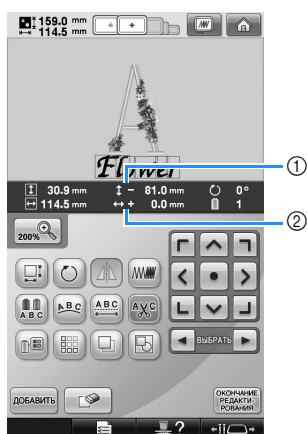 159.0 mm
114.5 mm
Flower
①
30.9 mm - 81.0 mm 0°
114.5 mm + 0.0 mm 1
②
200%
A B C A B C A B C A C
ВЫБРАТЬ
ДОБАВИТЬ
ОКОНЧАНИЕ
РЕДАКТИ-
РОВАНИЯ
?